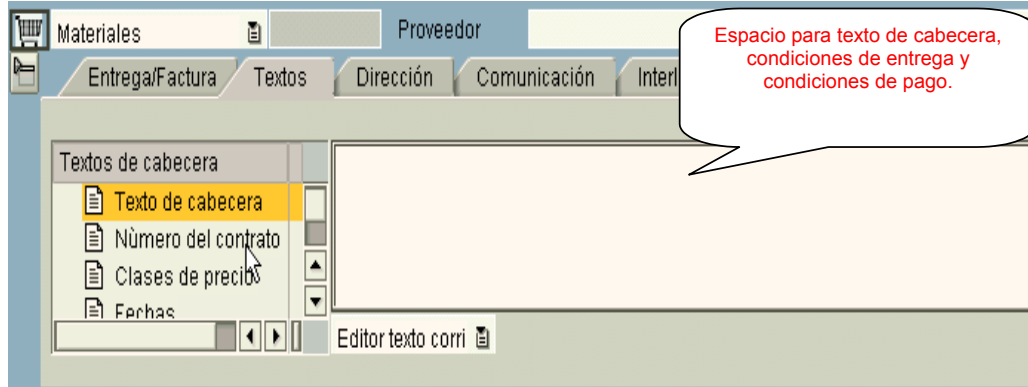 Materiales
Proveedor
Espacio para texto de cabecera,
condiciones de entrega y
condiciones de pago.
Entrega/Factura
Textos
Dirección
Comunicación
Interl
Textos de cabecera
Texto de cabecera
Nùmero del contrato
Clases de precio
Fechas
Editor texto corri